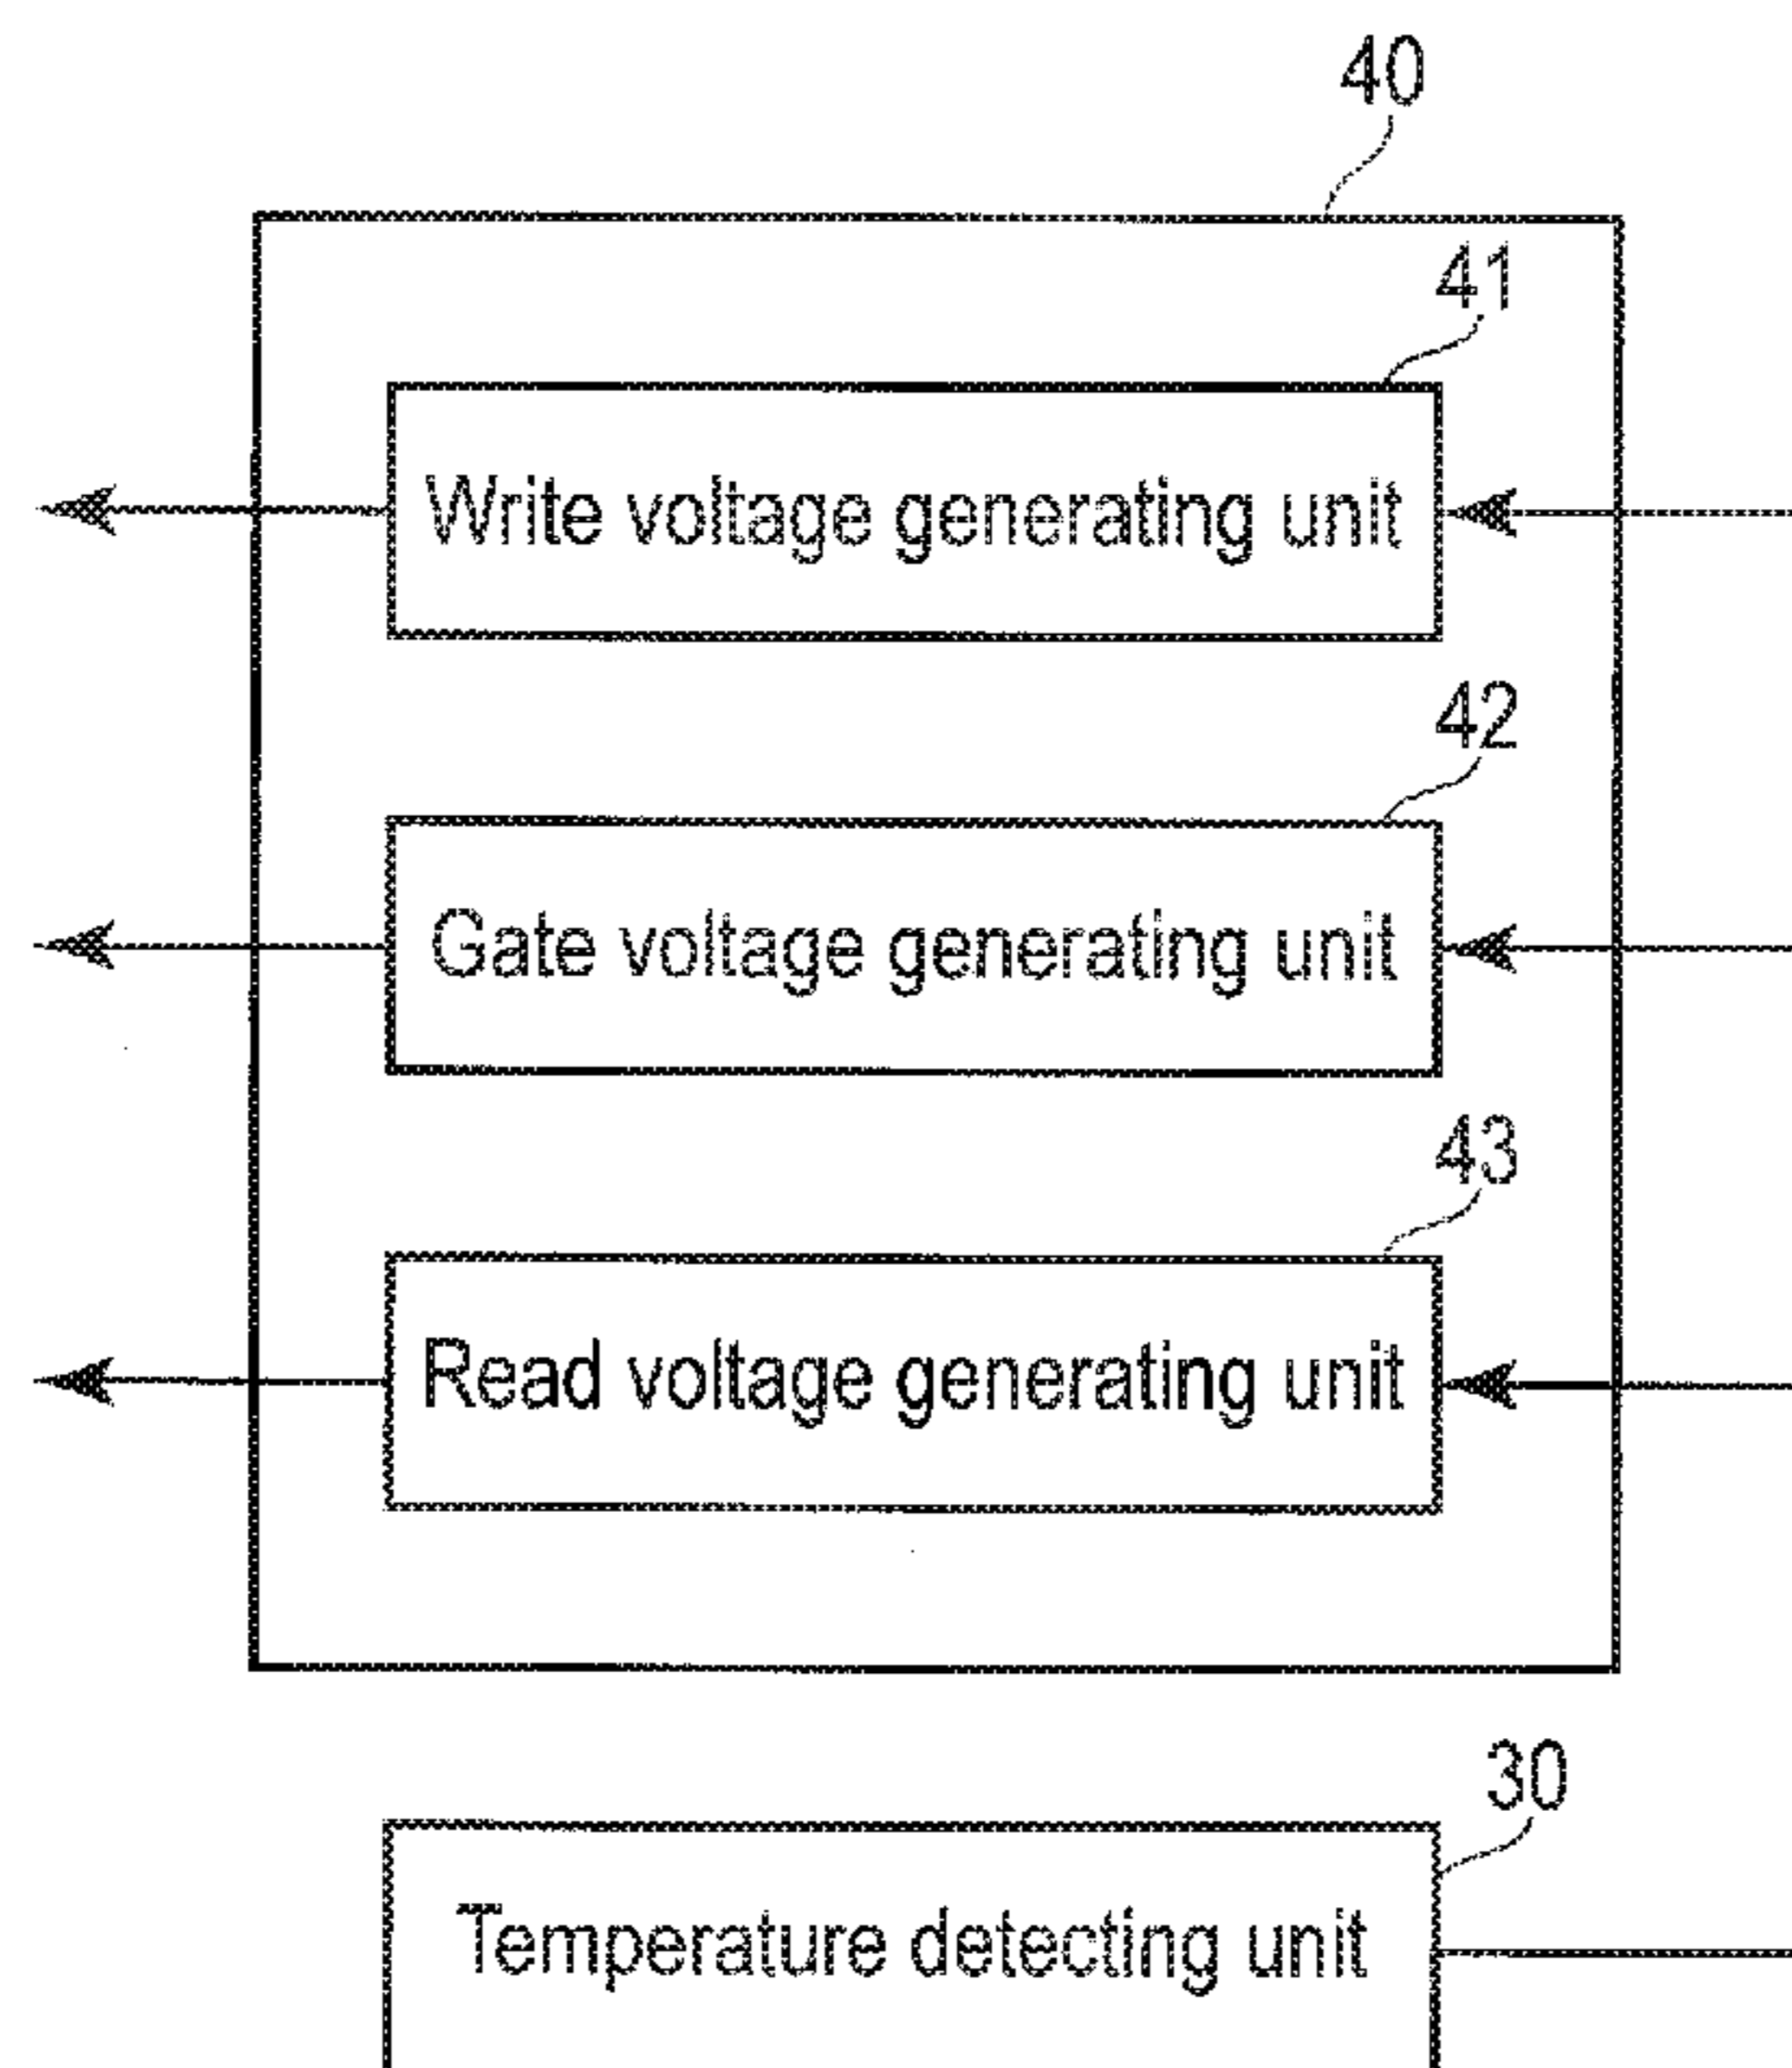 40
41
Write voltage generating unit
42
Gate voltage generating unit
43
Read voltage generating unit
30
Temperature detecting unit